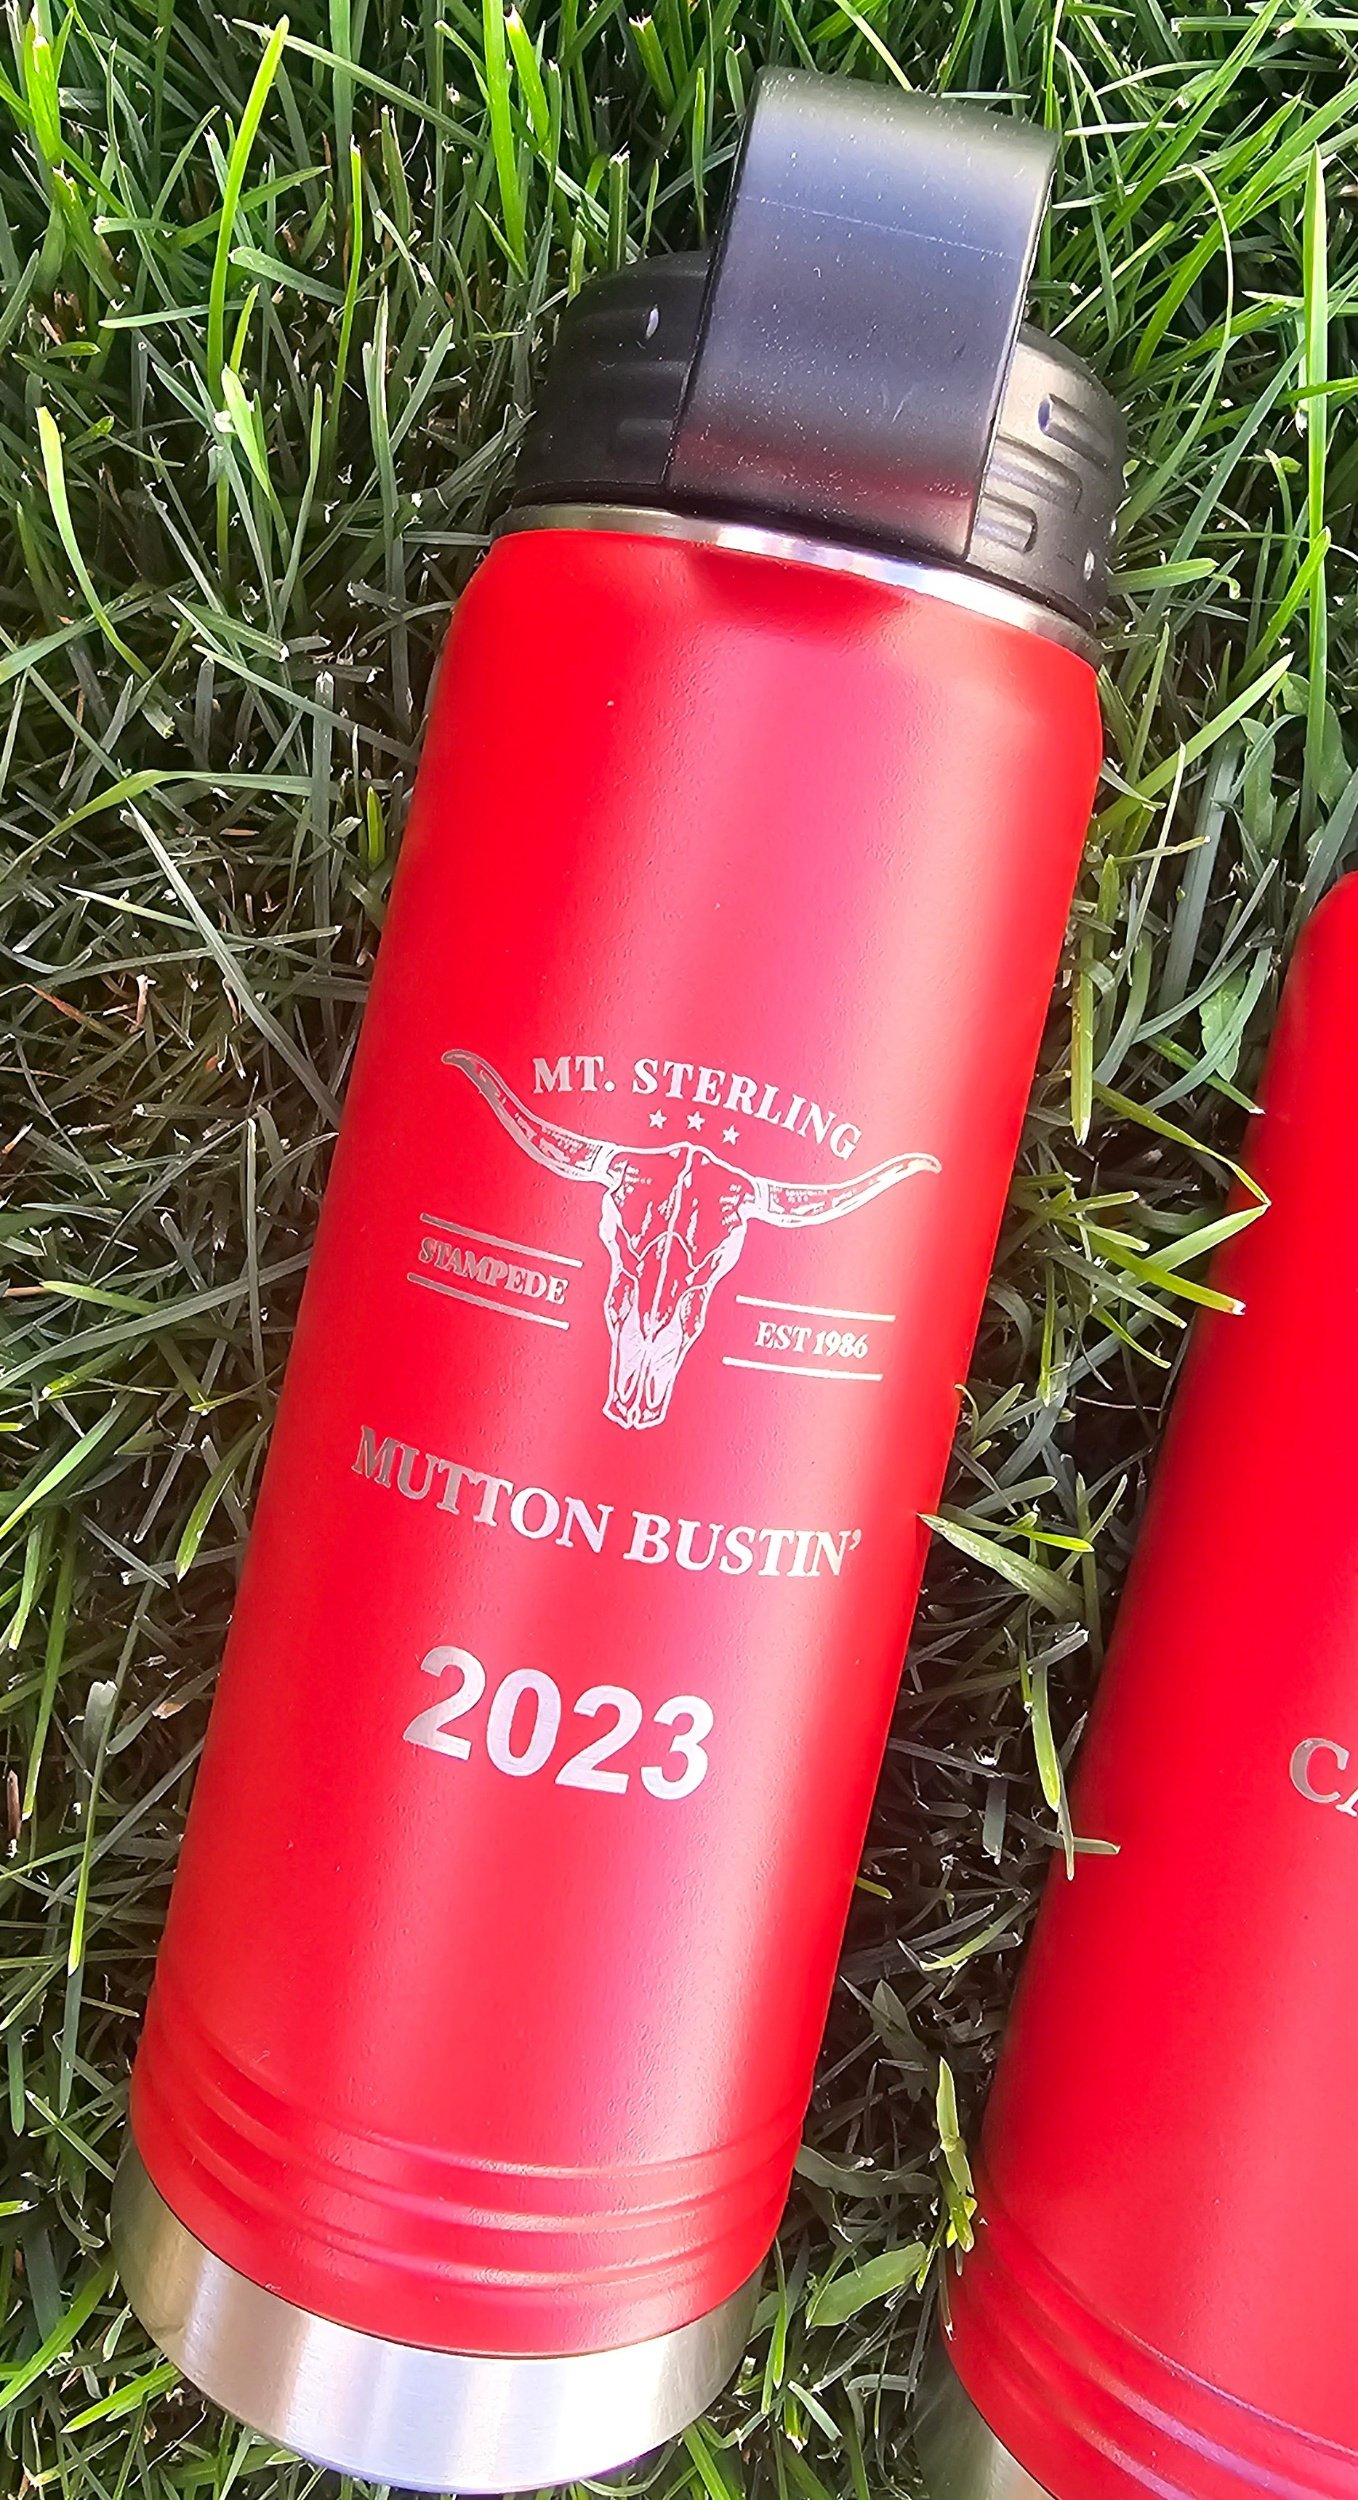 MT. STERLING
STAMPEDE
EST 1986
MUTTON BUSTIN'
2023